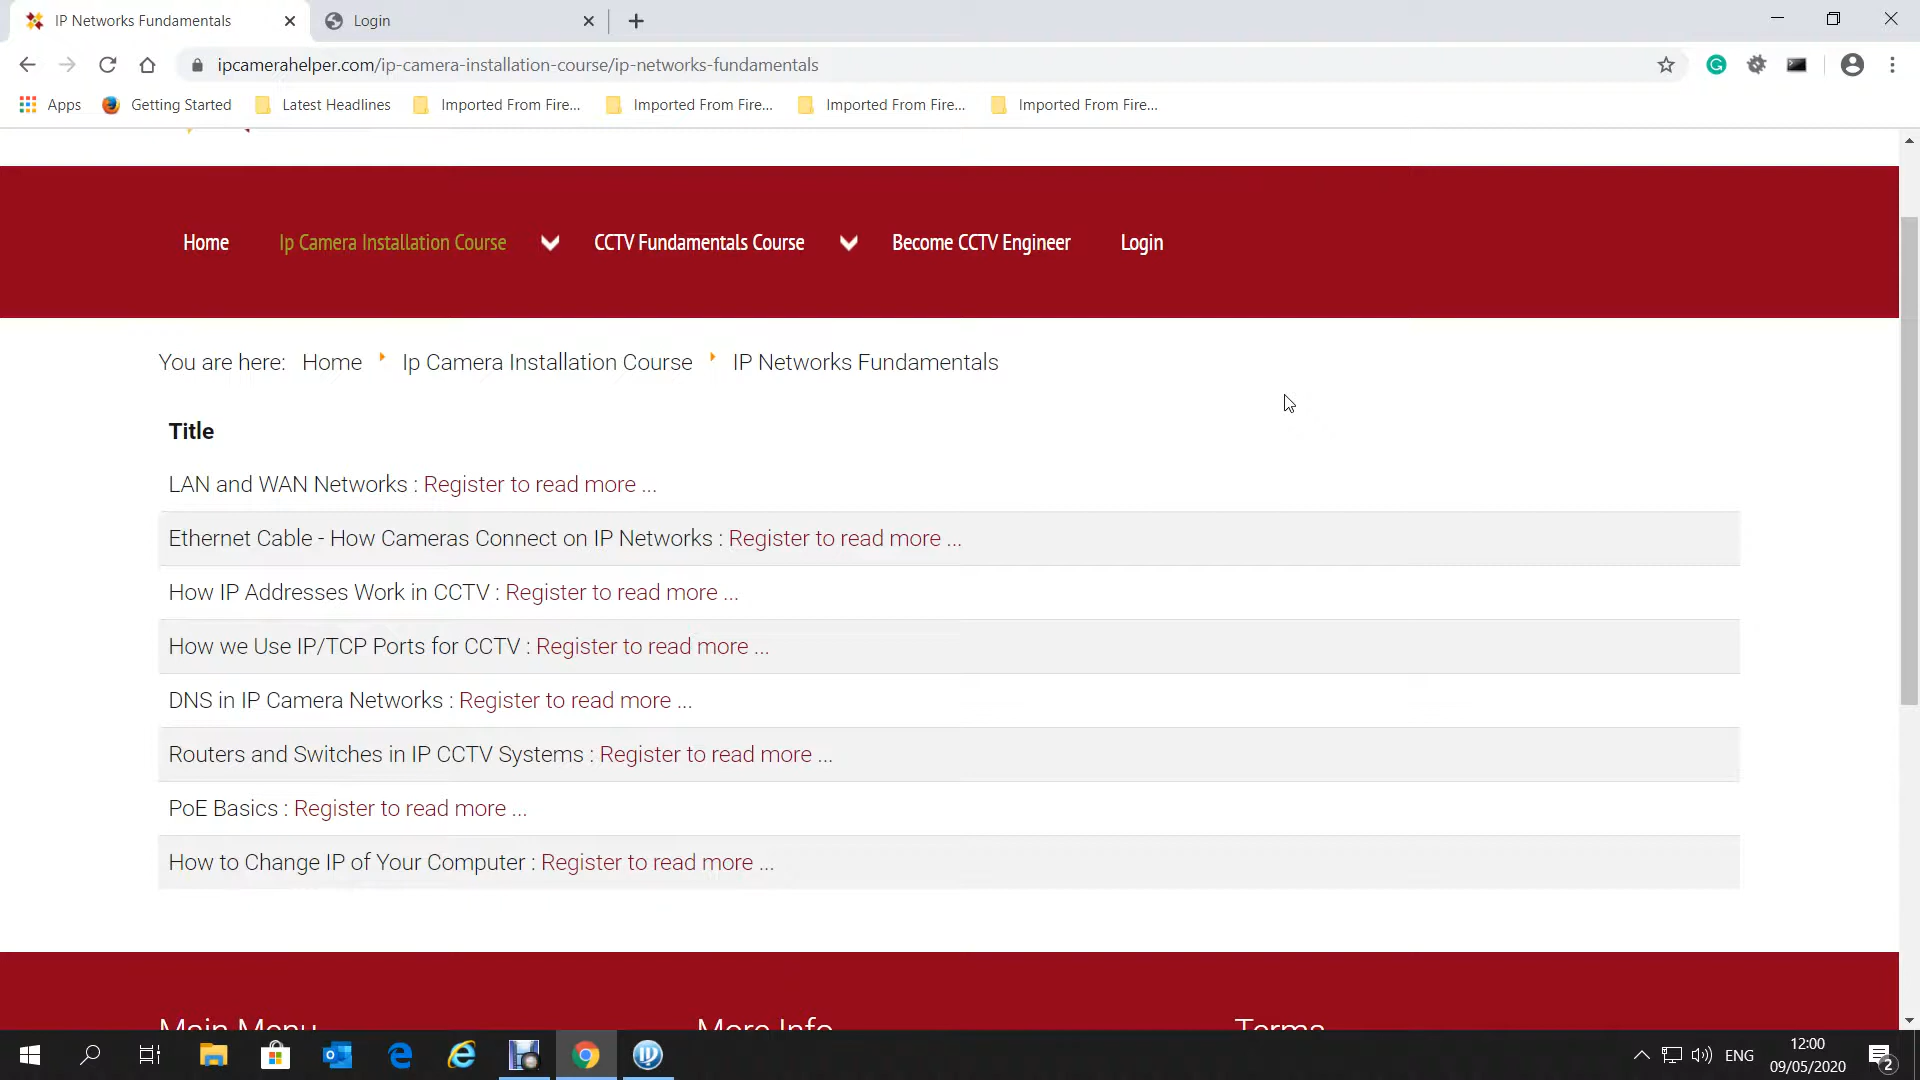 IP Networks Fundamentals
Login
ipcamerahelper.com/ip-camera-installation-course/ip-networks-fundamentals
Apps Getting Started Latest Headlines Imported From Fire... Imported From Fire... Imported From Fire... Imported From Fire...
Home Ip Camera Installation Course CCTV Fundamentals Course Become CCTV Engineer Login
You are here: Home Ip Camera Installation Course IP Networks Fundamentals
Title
LAN and WAN Networks : Register to read more ...
Ethernet Cable - How Cameras Connect on IP Networks : Register to read more ...
How IP Addresses Work in CCTV : Register to read more ...
How we Use IP/TCP Ports for CCTV : Register to read more ...
DNS in IP Camera Networks : Register to read more ...
Routers and Switches in IP CCTV Systems : Register to read more ...
PoE Basics : Register to read more ...
How to Change IP of Your Computer : Register to read more ...
Main Menu More Info Terms
ENG
12:00
09/05/2020
2